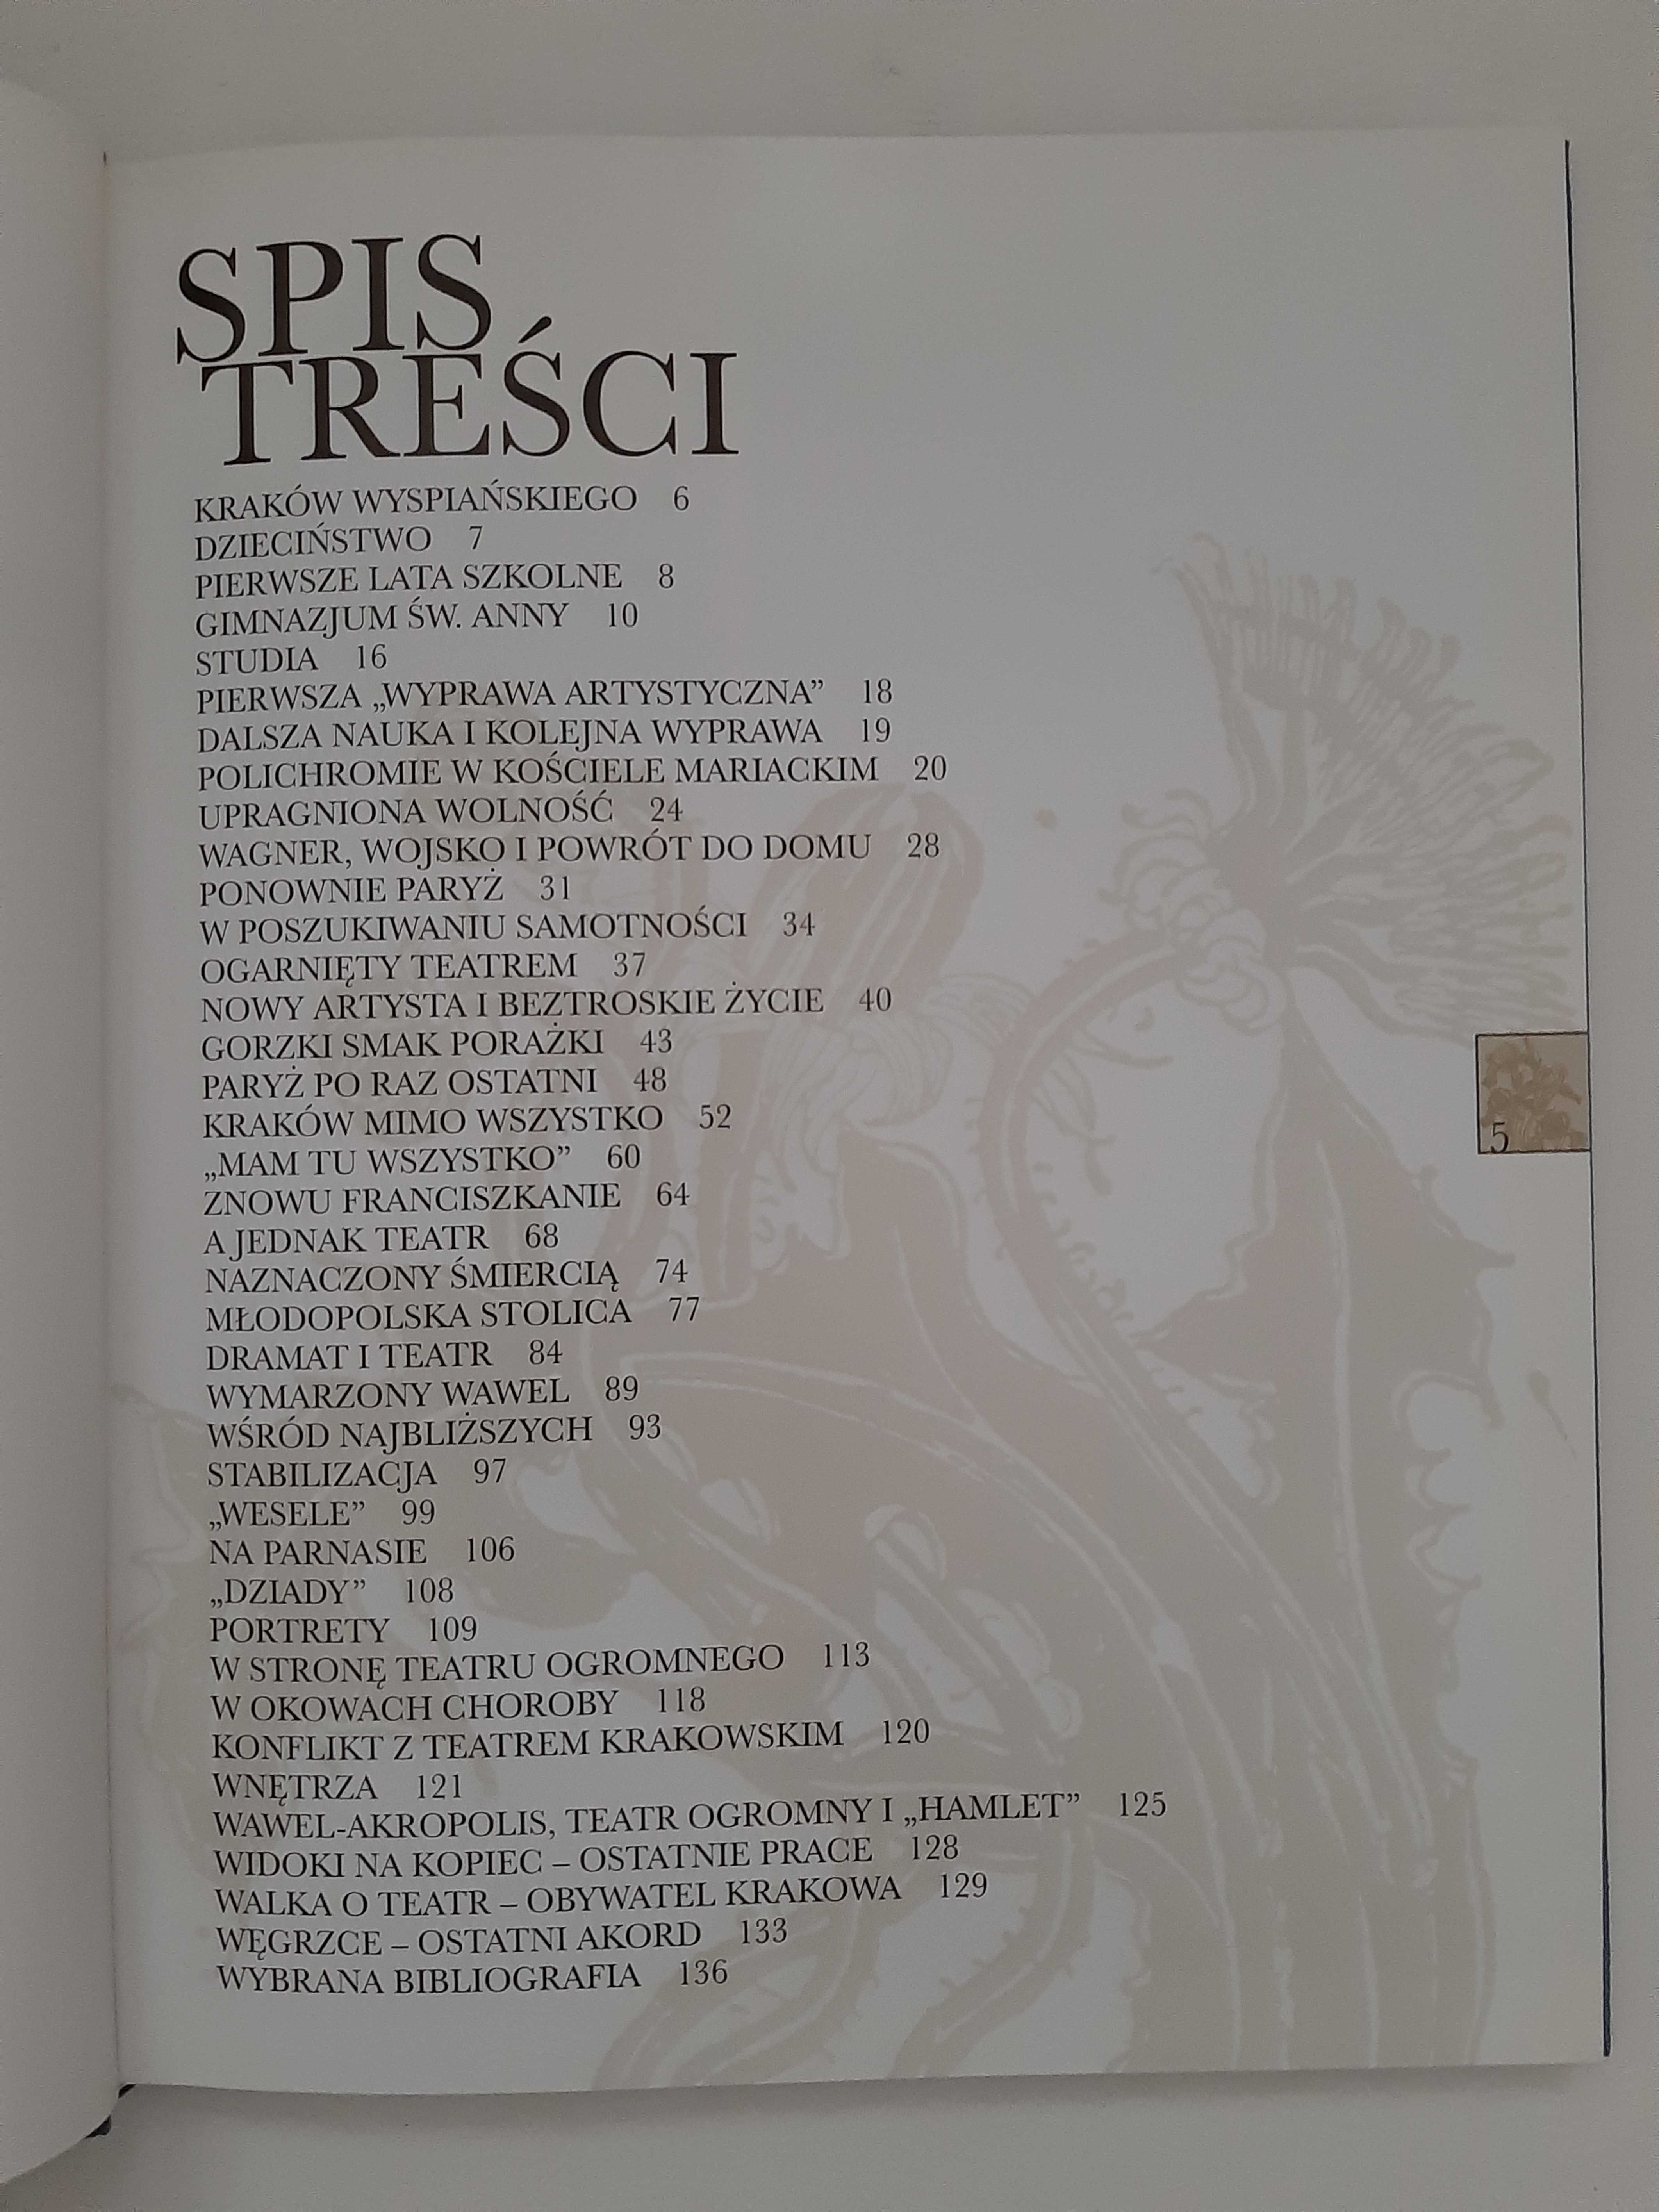 SPIS
TREŚCI
KRAKÓW WYSPIAŃSKIEGO 6
DZIECIŃSTWO 7
PIERWSZE LATA SZKOLNE 8
GIMNAZJUM ŚW. ANNY 10
STUDIA 16
PIERWSZA „WYPRAWA ARTYSTYCZNA” 18
DALSZA NAUKA I KOLEJNA WYPRAWA 19
POLICHROMIE W KOŚCIELE MARIACKIM 20
UPRAGNIONA WOLNOŚĆ 24
WAGNER, WOJSKO I POWRÓT DO DOMU 28
PONOWNIE PARYŻ 31
W POSZUKIWANIU SAMOTNOŚCI 34
OGARNIĘTY TEATREM 37
NOWY ARTYSTA I BEZTROSKIE ŻYCIE 40
GORZKI SMAK PORAŻKI 43
PARYŻ PO RAZ OSTATNI 48
KRAKÓW MIMO WSZYSTKO 52
„MAM TU WSZYSTKO” 60
ZNOWU FRANCISZKANIE 64
A JEDNAK TEATR 68
NAZNACZONY ŚMIERCIĄ 74
MŁODOPOLSKA STOLICA 77
DRAMAT I TEATR 84
WYMARZONY WAWEL 89
WŚRÓD NAJBLIŻSZYCH 93
STABILIZACJA 97
„WESELE” 99
NA PARNASIE 106
„DZIADY” 108
PORTRETY 109
W STRONĘ TEATRU OGROMNEGO 113
W OKOWACH CHOROBY 118
KONFLIKT Z TEATREM KRAKOWSKIM 120
WNĘTRZA 121
WAWEL-AKROPOLIS, TEATR OGROMNY I „HAMLET” 125
WIDOKI NA KOPIEC – OSTATNIE PRACE 128
WALKA O TEATR – OBYWATEL KRAKOWA 129
WĘGRZCE – OSTATNI AKORD 133
WYBRANA BIBLIOGRAFIA 136
5